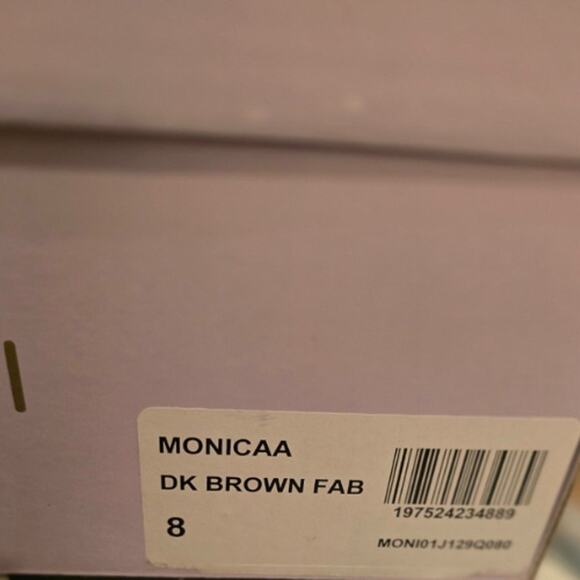 MONICAA
DK BROWN FAB
8
197524234889
MONI01J129Q080